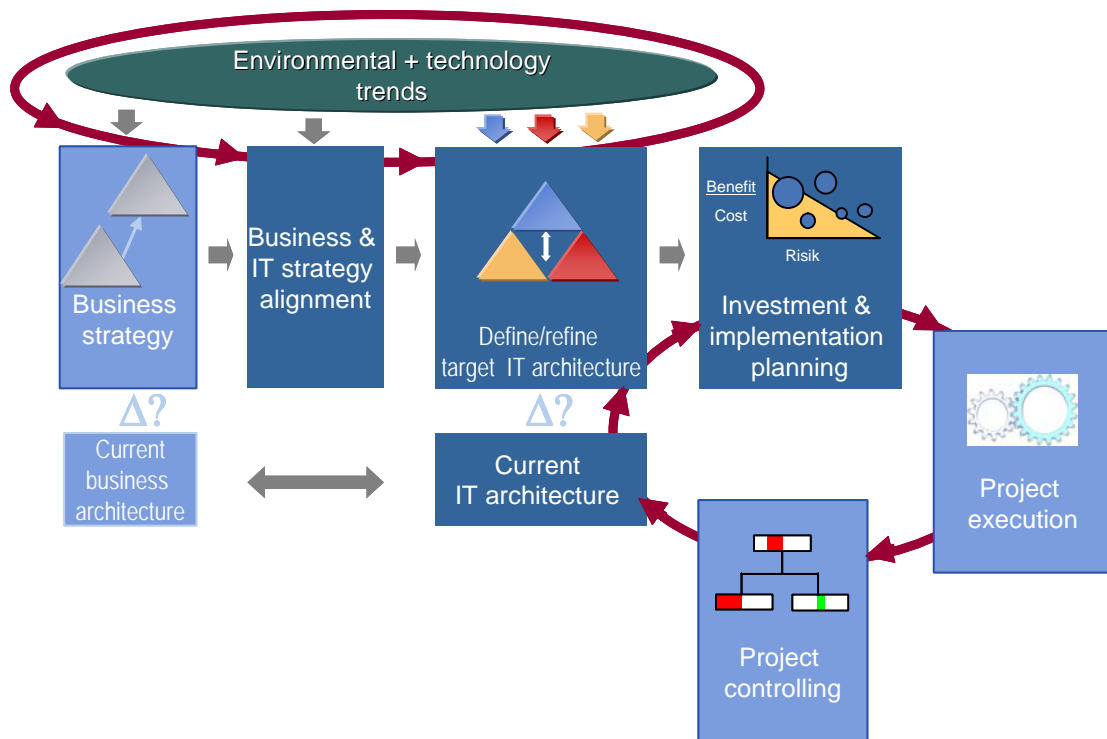 Environmental + technology
trends
Business
strategy
Business &
IT strategy
alignment
Define/refine
target IT architecture
Benefit
Cost
Risik
Investment &
implementation
planning
Δ?
Δ?
Current
business
architecture
Current
IT architecture
Project
execution
Project
controlling